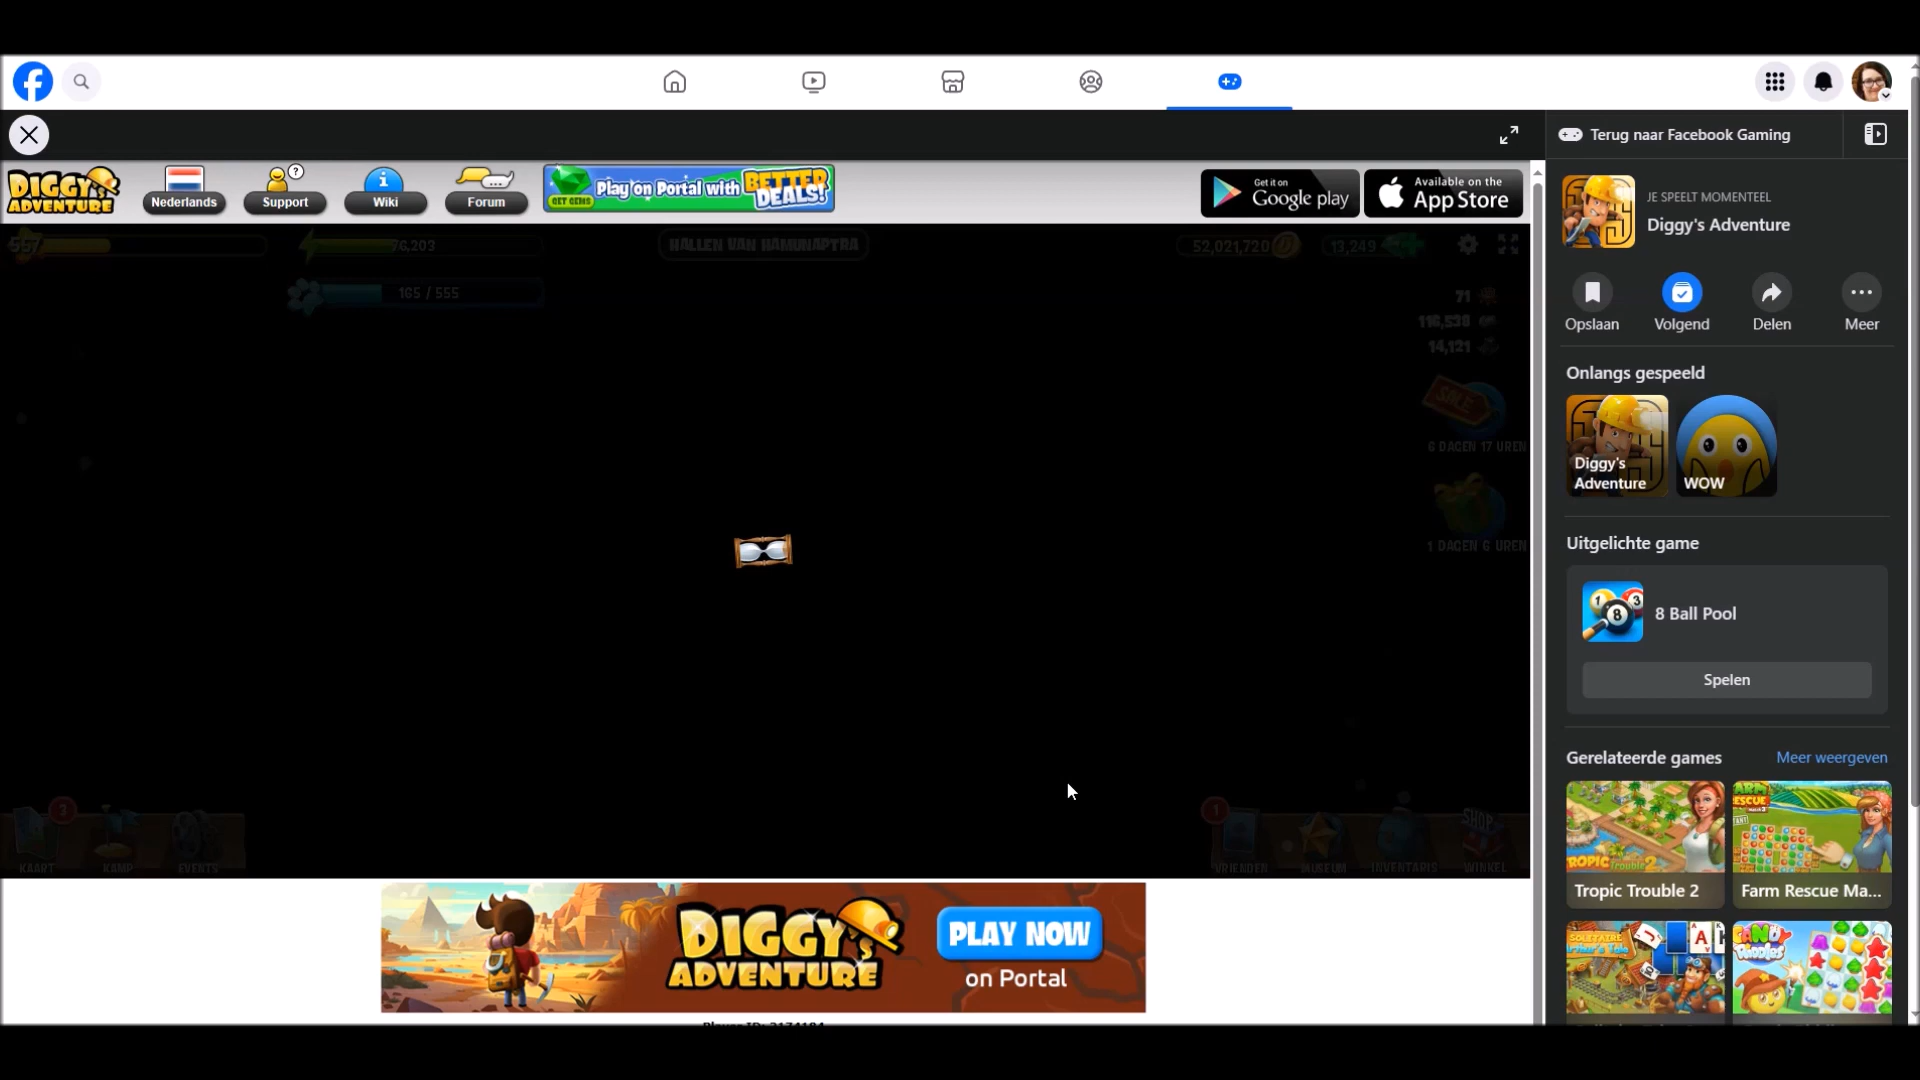 Terug naar Facebook Gaming
DIGGY'S ADVENTURE
Nederlands
Support
Wiki
Forum
GET GEMS
Play on Portal with BETTER DEALS!
Get it on
Google play
Available on the
App Store
JE SPEELT MOMENTEEL
Diggy's Adventure
557
76,203
HALLEN VAN HAMUNAPTRA
52,021,720
13,249
165 / 555
71
116,538
14,121
Opslaan
Volgend
Delen
Meer
Onlangs gespeeld
SALE
6 DAGEN 17 UREN
Diggy's
Adventure
WOW
1 DAGEN 6 UREN
Uitgelichte game
8 Ball Pool
Spelen
Gerelateerde games
Meer weergeven
3
1
SHOP
KAART
KAMP
EVENTS
VRIENDEN
MUSEUM
INVENTARIS
WINKEL
Tropic Trouble 2
Farm Rescue Ma...
DIGGY'S ADVENTURE
PLAY NOW
on Portal